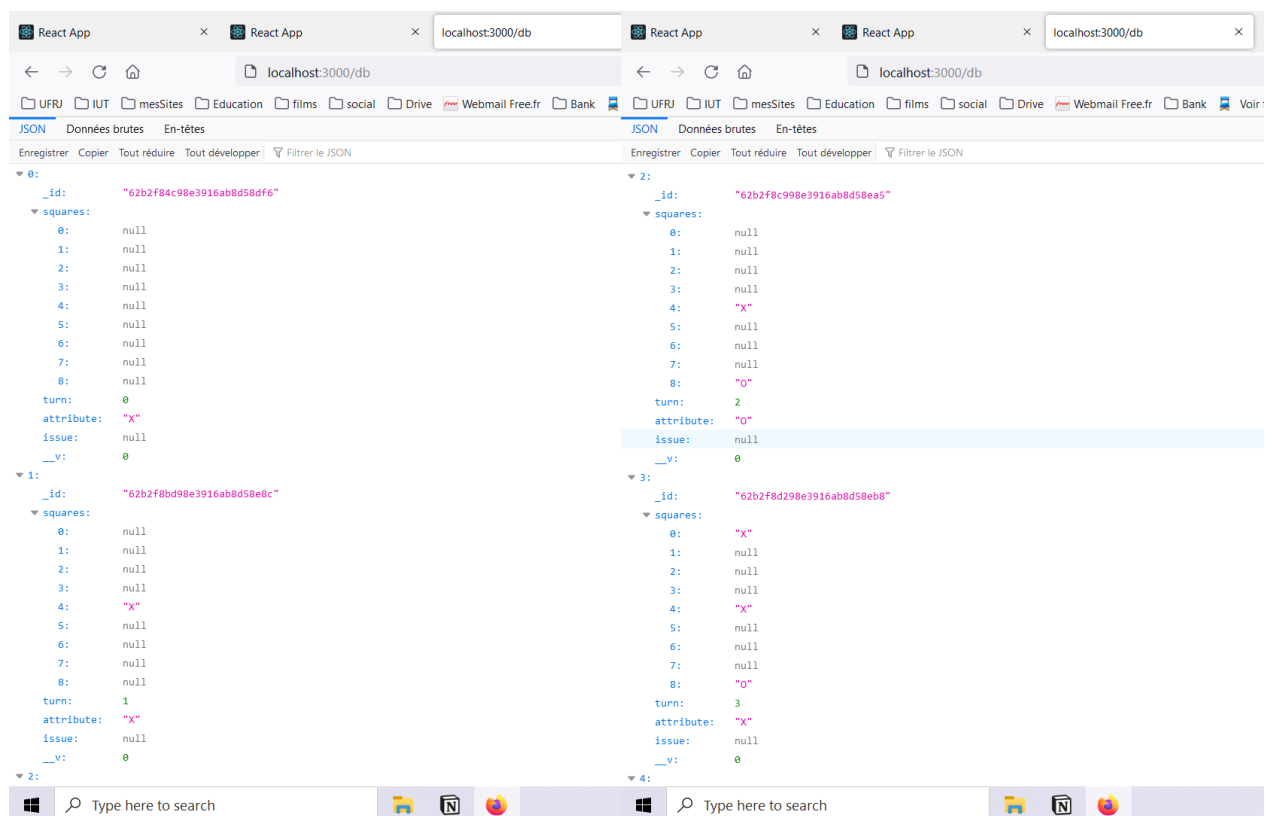 React App × React App × localhost:3000/db
localhost:3000/db
UFRJ IUT mesSites Education films social Drive free Webmail Free.fr Bank
JSON Données brutes En-têtes
Enregistrer Copier Tout réduire Tout développer Filtrer le JSON
0:
_id: "62b2f84c98e3916ab8d58df6"
squares:
0: null
1: null
2: null
3: null
4: null
5: null
6: null
7: null
8: null
turn: 0
attribute: "X"
issue: null
__v: 0
1:
_id: "62b2f8bd98e3916ab8d58e8c"
squares:
0: null
1: null
2: null
3: null
4: "X"
5: null
6: null
7: null
8: null
turn: 1
attribute: "X"
issue: null
__v: 0
2:
Type here to search
React App × React App × localhost:3000/db ×
localhost:3000/db
UFRJ IUT mesSites Education films social Drive free Webmail Free.fr Bank Voir
JSON Données brutes En-têtes
Enregistrer Copier Tout réduire Tout développer Filtrer le JSON
2:
_id: "62b2f8c998e3916ab8d58ea5"
squares:
0: null
1: null
2: null
3: null
4: "X"
5: null
6: null
7: null
8: "O"
turn: 2
attribute: "O"
issue: null
__v: 0
3:
_id: "62b2f8d298e3916ab8d58eb8"
squares:
0: "X"
1: null
2: null
3: null
4: "X"
5: null
6: null
7: null
8: "O"
turn: 3
attribute: "X"
issue: null
__v: 0
4:
Type here to search